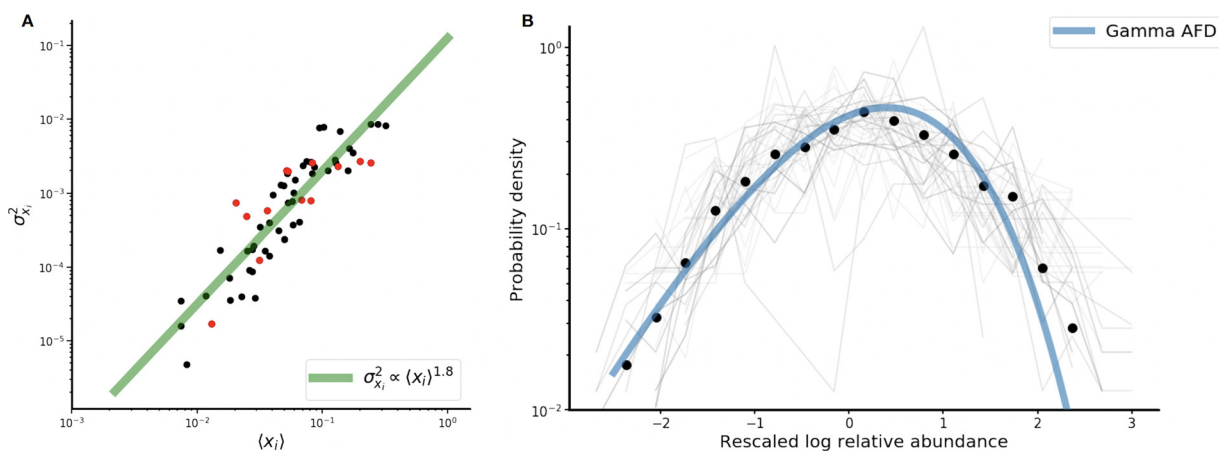 A
10⁻¹
10⁻²
10⁻³
10⁻⁴
10⁻⁵
σ²ₓᵢ
10⁻³
10⁻²
10⁻¹
10⁰
⟨xᵢ⟩
σ²ₓᵢ ∝ ⟨xᵢ⟩¹·⁸
B
Gamma AFD
10⁰
10⁻¹
10⁻²
Probability density
−2
−1
0
1
2
3
Rescaled log relative abundance